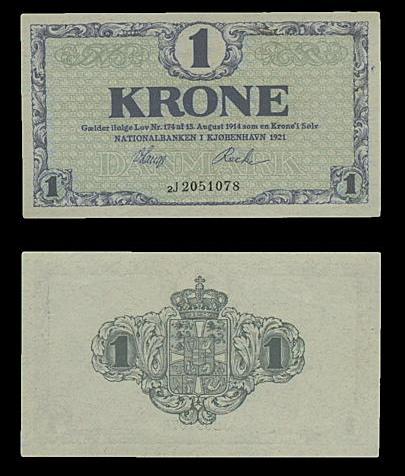 1
KRONE
Gælder ifølge Lov Nr. 174 af 15. August 1914 som en Krone i Sølv
NATIONALBANKEN I KJØBENHAVN 1921
DANMARK
2J 2051078
1 1
1 1